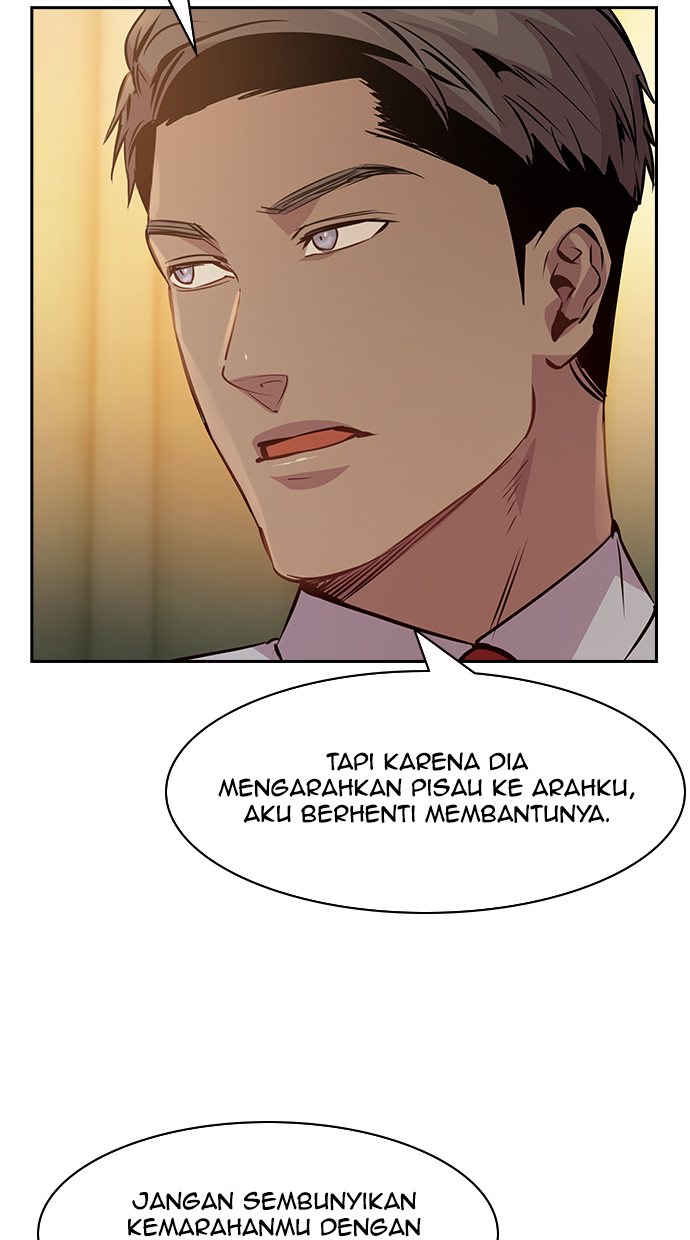 TAPI KARENA DIA
MENGARAHKAN PISAU KE ARAHKU,
AKU BERHENTI MEMBANTUNYA.
JANGAN SEMBUNYIKAN
KEMARAHANMU DENGAN